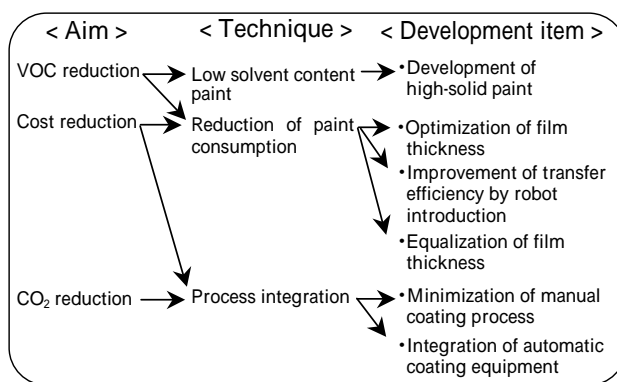 < Aim > < Technique > < Development item >
VOC reduction
Low solvent content
paint
・Development of
high-solid paint
Cost reduction
Reduction of paint
consumption
・Optimization of film
thickness
・Improvement of transfer
efficiency by robot
introduction
・Equalization of film
thickness
CO₂ reduction
Process integration
・Minimization of manual
coating process
・Integration of automatic
coating equipment